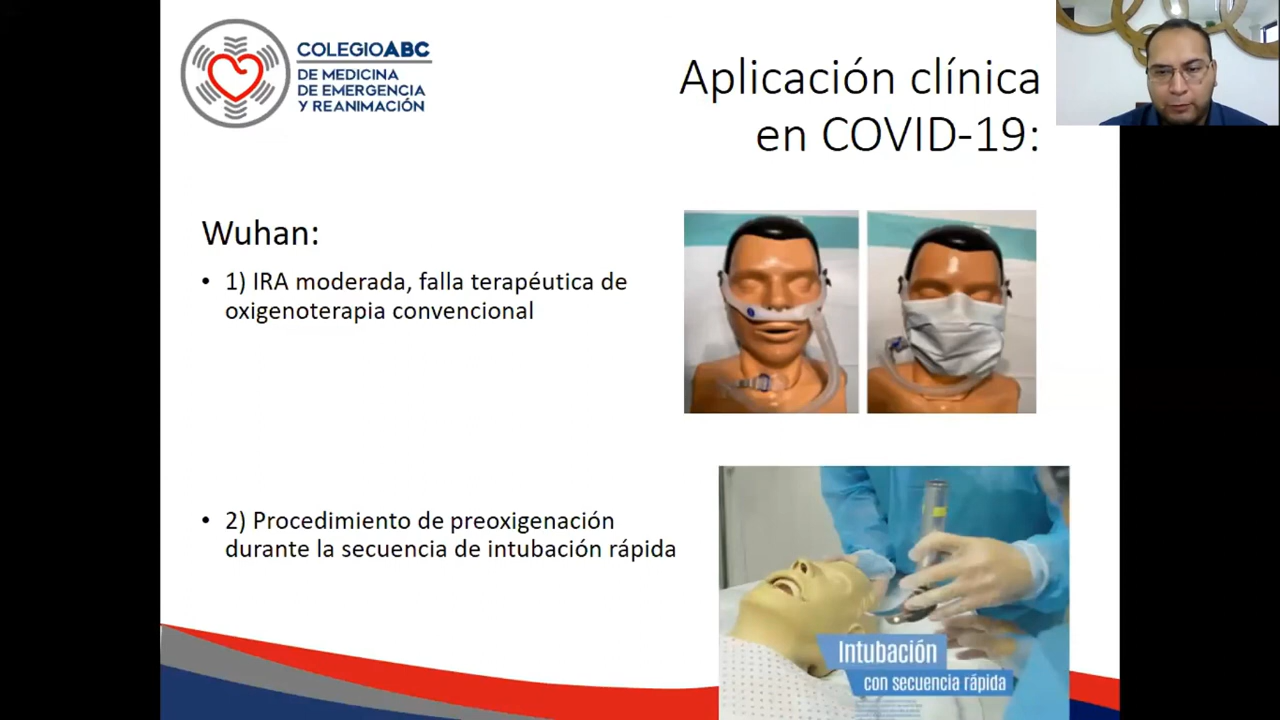 COLEGIOABC
DE MEDICINA
DE EMERGENCIA
Y REANIMACIÓN
Aplicación clínica
en COVID-19:
Wuhan:
• 1) IRA moderada, falla terapéutica de
oxigenoterapia convencional
• 2) Procedimiento de preoxigenación
durante la secuencia de intubación rápida
Intubación
con secuencia rápida